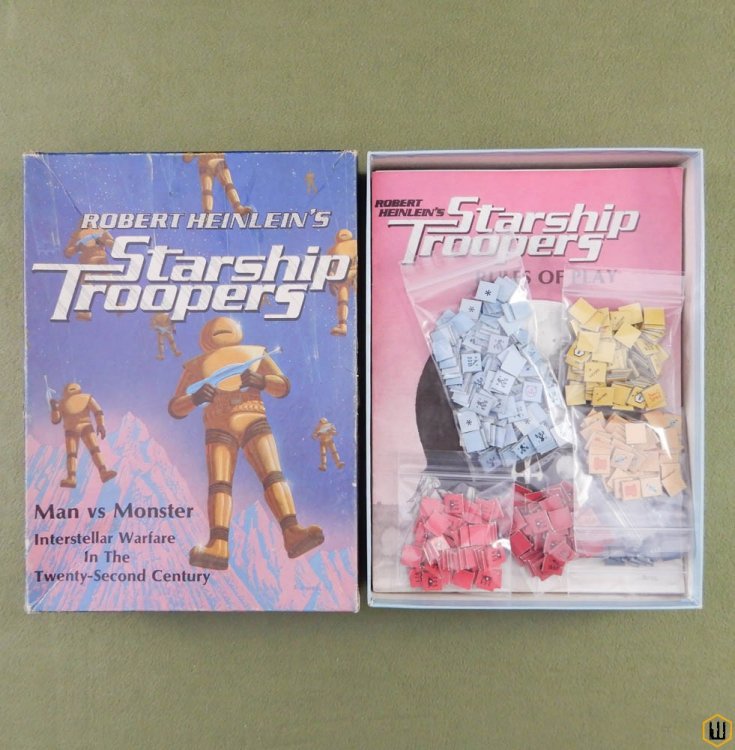 ROBERT HEINLEIN'S
Starship
Troopers
Man vs Monster
Interstellar Warfare
In The
Twenty-Second Century
ROBERT
HEINLEIN'S
Starship
Troopers
RULES OF PLAY
W